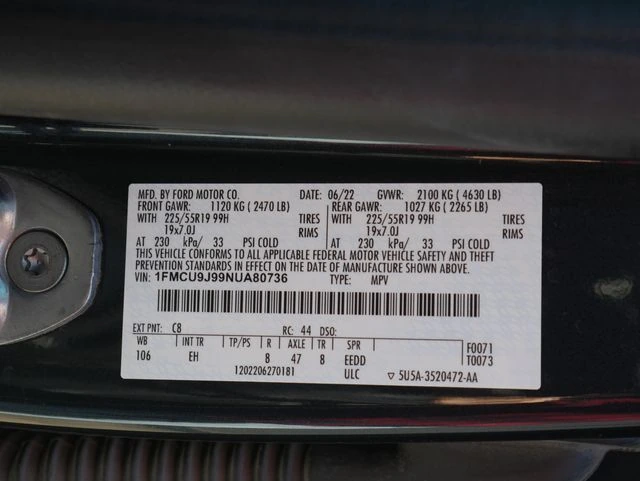 MFD. BY FORD MOTOR CO. DATE: 06/22 GVWR: 2100 KG ( 4630 LB)
FRONT GAWR: 1120 KG ( 2470 LB) REAR GAWR: 1027 KG ( 2265 LB)
WITH 225/55R19 99H TIRES WITH 225/55R19 99H TIRES
19x7.0J RIMS 19x7.0J RIMS
AT 230 kPa/ 33 PSI COLD AT 230 kPa/ 33 PSI COLD
THIS VEHICLE CONFORMS TO ALL APPLICABLE FEDERAL MOTOR VEHICLE SAFETY AND THEFT
PREVENTION STANDARDS IN EFFECT ON THE DATE OF MANUFACTURE SHOWN ABOVE.
VIN: 1FMCU9J99NUA80736 TYPE: MPV
EXT PNT: C8 RC: 44 DSO:
WB INT TR TP/PS R AXLE TR SPR F0071
106 EH 8 47 8 EEDD T0073
1202206270181 ULC ▽ 5U5A-3520472-AA